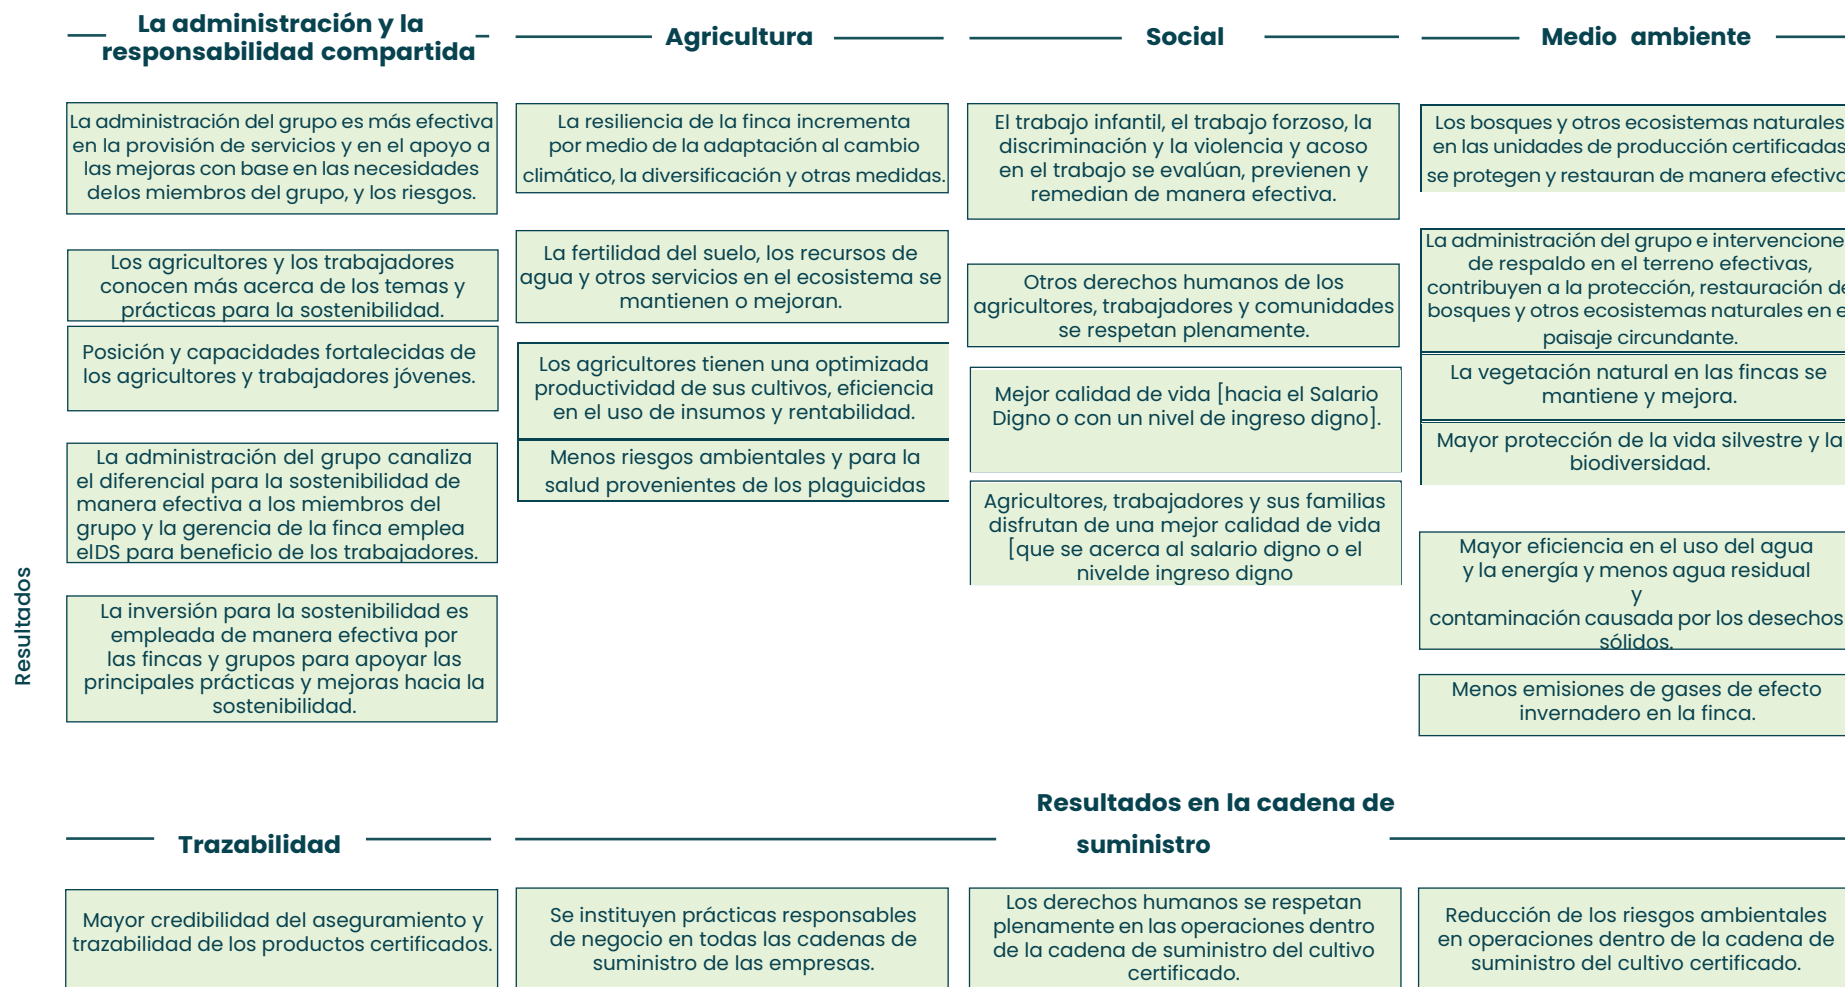 La administración y la
responsabilidad compartida
Agricultura
Social
Medio ambiente
La administración del grupo es más efectiva
en la provisión de servicios y en el apoyo a
las mejoras con base en las necesidades
delos miembros del grupo, y los riesgos.
Los agricultores y los trabajadores
conocen más acerca de los temas y
prácticas para la sostenibilidad.
Posición y capacidades fortalecidas de
los agricultores y trabajadores jóvenes.
La administración del grupo canaliza
el diferencial para la sostenibilidad de
manera efectiva a los miembros del
grupo y la gerencia de la finca emplea
elDS para beneficio de los trabajadores.
La inversión para la sostenibilidad es
empleada de manera efectiva por
las fincas y grupos para apoyar las
principales prácticas y mejoras hacia la
sostenibilidad.
La resiliencia de la finca incrementa
por medio de la adaptación al cambio
climático, la diversificación y otras medidas.
La fertilidad del suelo, los recursos de
agua y otros servicios en el ecosistema se
mantienen o mejoran.
Los agricultores tienen una optimizada
productividad de sus cultivos, eficiencia
en el uso de insumos y rentabilidad.
Menos riesgos ambientales y para la
salud provenientes de los plaguicidas
El trabajo infantil, el trabajo forzoso, la
discriminación y la violencia y acoso
en el trabajo se evalúan, previenen y
remedian de manera efectiva.
Otros derechos humanos de los
agricultores, trabajadores y comunidades
se respetan plenamente.
Mejor calidad de vida [hacia el Salario
Digno o con un nivel de ingreso digno].
Agricultores, trabajadores y sus familias
disfrutan de una mejor calidad de vida
[que se acerca al salario digno o el
nivelde ingreso digno
Los bosques y otros ecosistemas naturales
en las unidades de producción certificadas
se protegen y restauran de manera efectiva
La administración del grupo e intervencione
de respaldo en el terreno efectivas,
contribuyen a la protección, restauración de
bosques y otros ecosistemas naturales en e
paisaje circundante.
La vegetación natural en las fincas se
mantiene y mejora.
Mayor protección de la vida silvestre y la
biodiversidad.
Mayor eficiencia en el uso del agua
y la energía y menos agua residual
y
contaminación causada por los desechos
sólidos.
Menos emisiones de gases de efecto
invernadero en la finca.
Resultados
Trazabilidad
Resultados en la cadena de
suministro
Mayor credibilidad del aseguramiento y
trazabilidad de los productos certificados.
Se instituyen prácticas responsables
de negocio en todas las cadenas de
suministro de las empresas.
Los derechos humanos se respetan
plenamente en las operaciones dentro
de la cadena de suministro del cultivo
certificado.
Reducción de los riesgos ambientales
en operaciones dentro de la cadena de
suministro del cultivo certificado.